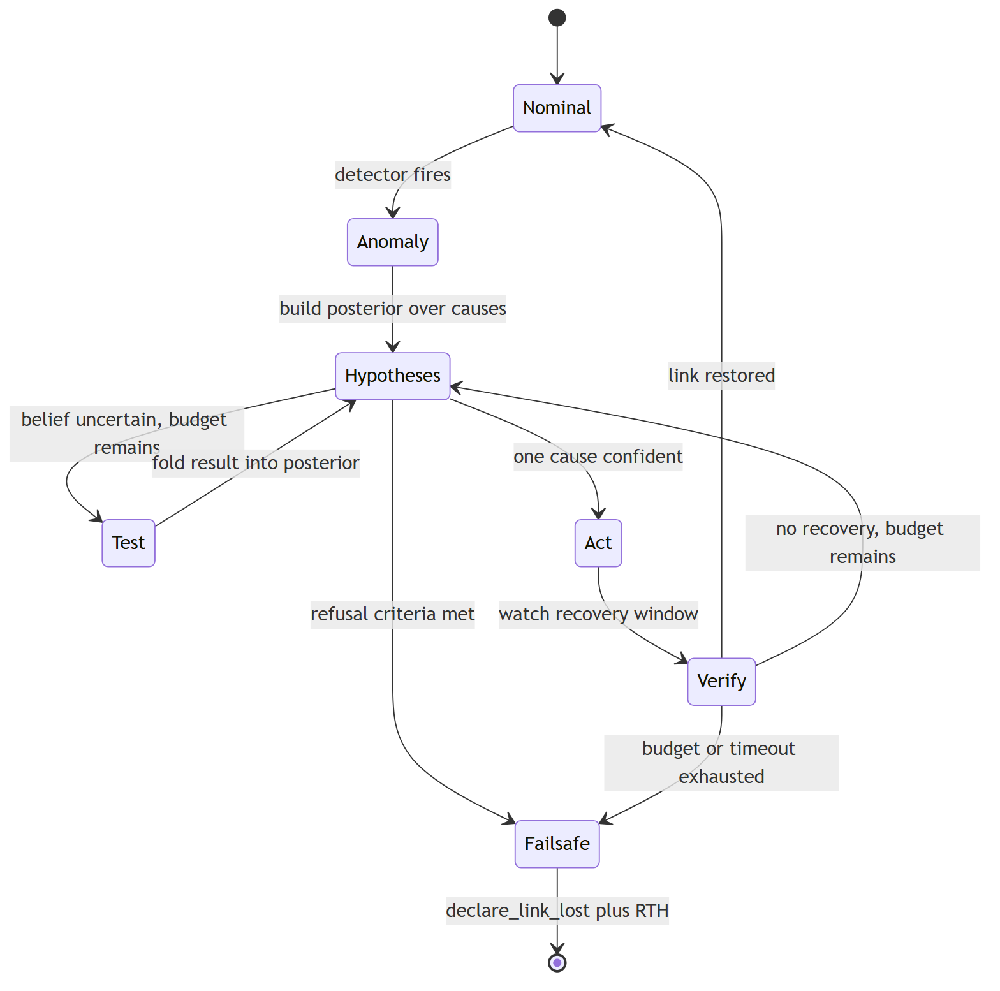 Nominal
detector fires
Anomaly
build posterior over causes
Hypotheses
link restored
belief uncertain, budget
remains
fold result into posterior
one cause confident
no recovery, budget
remains
Test
Act
refusal criteria met
watch recovery window
Verify
budget or timeout
exhausted
Failsafe
declare_link_lost plus RTH